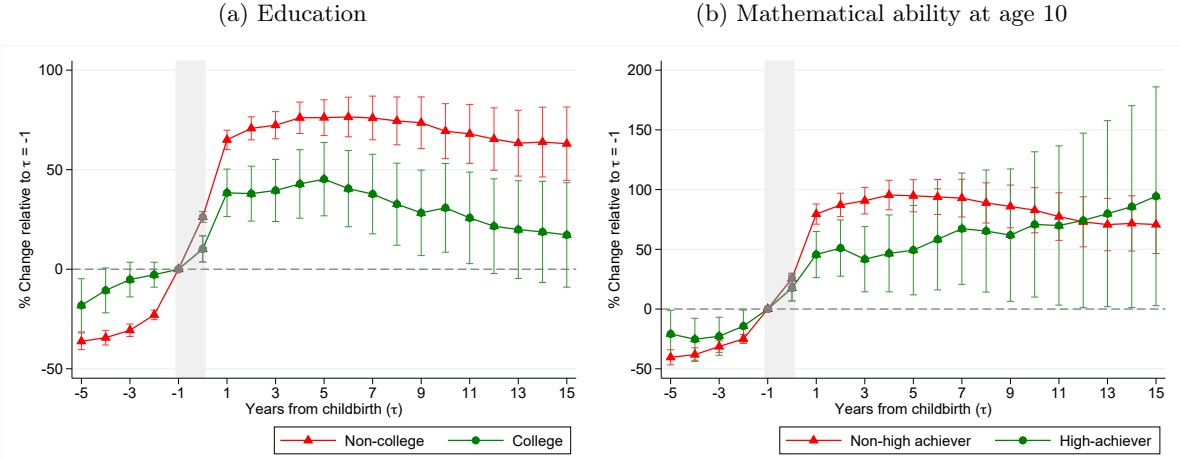 (a) Education
% Change relative to τ = -1
100
50
0
-50
-5 -3 -1 1 3 5 7 9 11 13 15
Years from childbirth (τ)
Non-college College
(b) Mathematical ability at age 10
% Change relative to τ = -1
200
150
100
50
0
-50
-5 -3 -1 1 3 5 7 9 11 13 15
Years from childbirth (τ)
Non-high achiever High-achiever